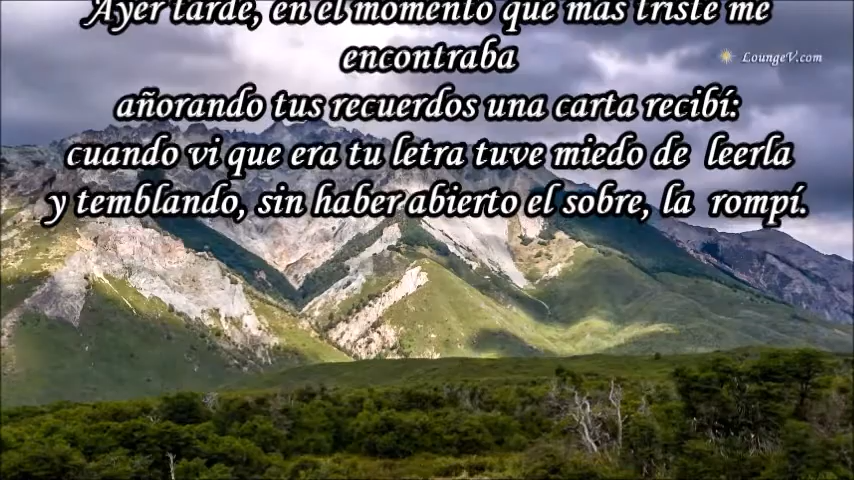 Ayer tarde, en el momento que más triste me
encontraba
LoungeV.com
añorando tus recuerdos una carta recibí:
cuando vi que era tu letra tuve miedo de leerla
y temblando, sin haber abierto el sobre, la rompí.